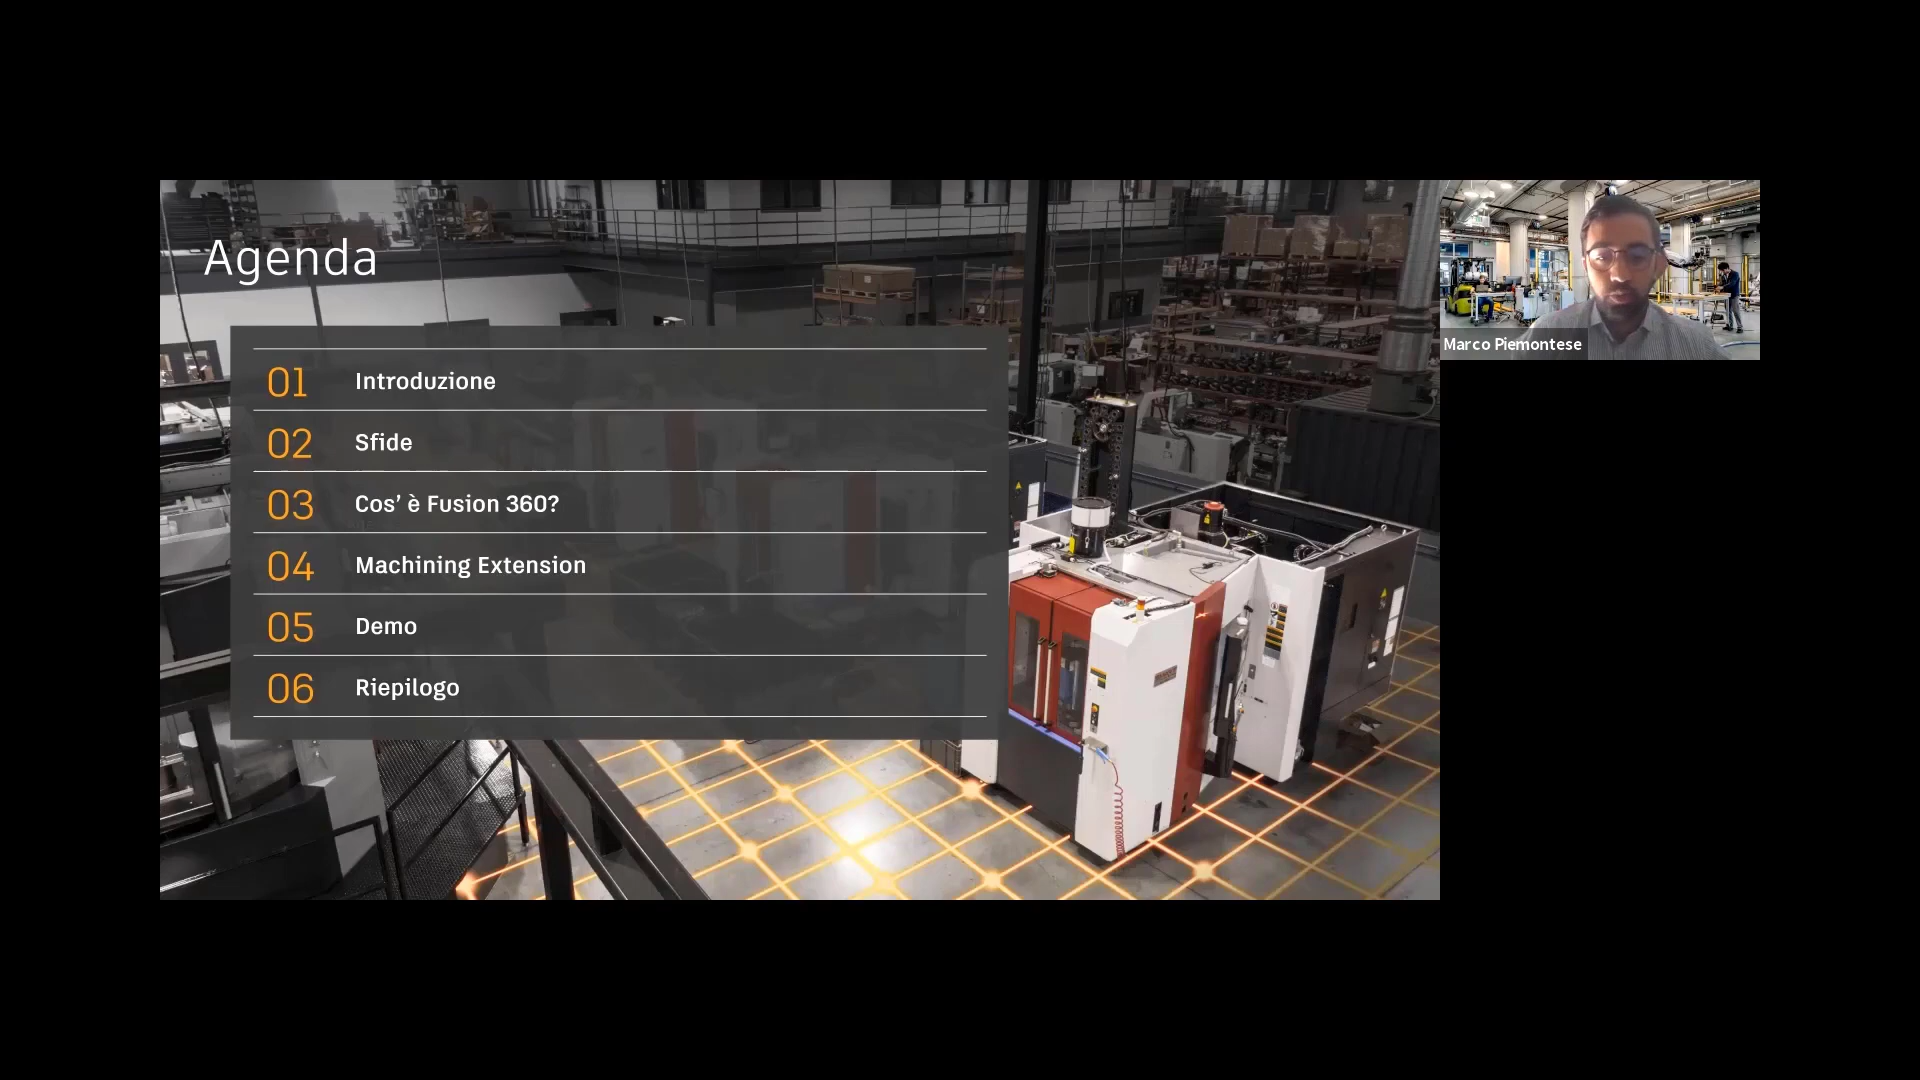 Agenda
01 Introduzione
02 Sfide
03 Cos’ è Fusion 360?
04 Machining Extension
05 Demo
06 Riepilogo
Marco Piemontese